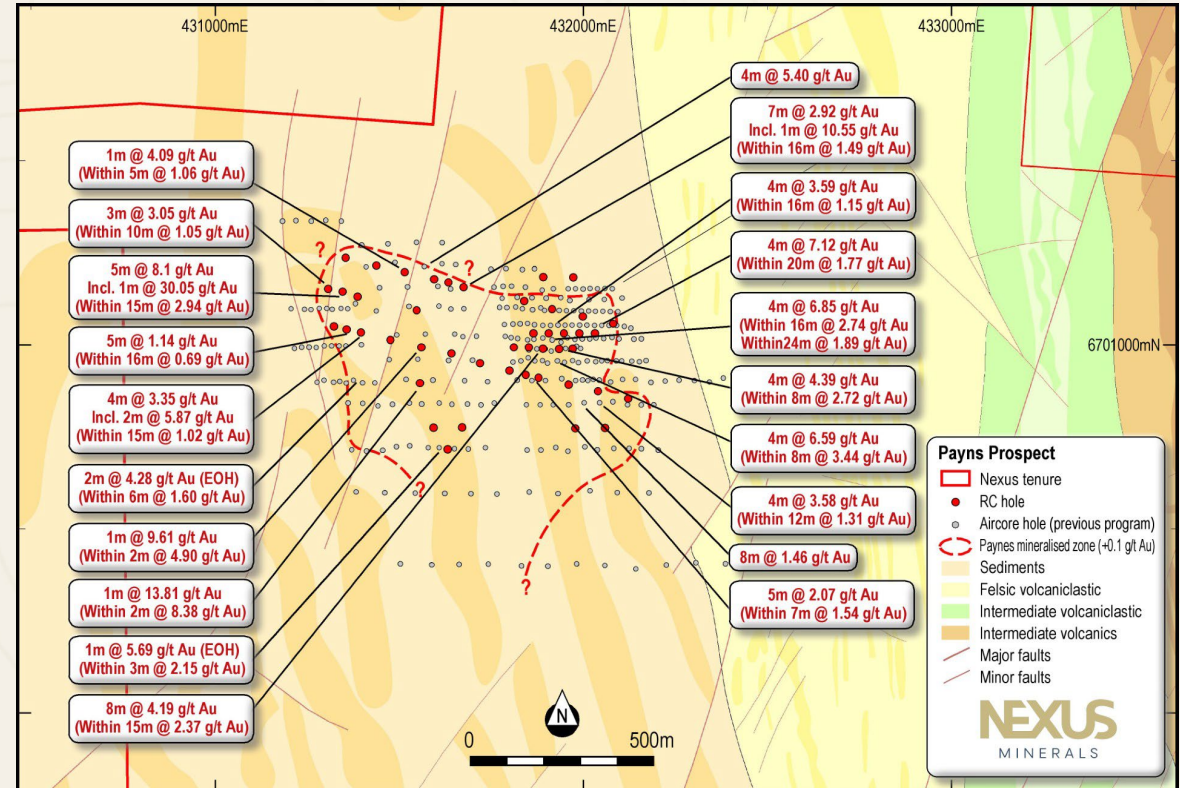 431000mE
432000mE
433000mE
6701000mN
1m @ 4.09 g/t Au
(Within 5m @ 1.06 g/t Au)
3m @ 3.05 g/t Au
(Within 10m @ 1.05 g/t Au)
5m @ 8.1 g/t Au
Incl. 1m @ 30.05 g/t Au
(Within 15m @ 2.94 g/t Au)
5m @ 1.14 g/t Au
(Within 16m @ 0.69 g/t Au)
4m @ 3.35 g/t Au
Incl. 2m @ 5.87 g/t Au
(Within 15m @ 1.02 g/t Au)
2m @ 4.28 g/t Au (EOH)
(Within 6m @ 1.60 g/t Au)
1m @ 9.61 g/t Au
(Within 2m @ 4.90 g/t Au)
1m @ 13.81 g/t Au
(Within 2m @ 8.38 g/t Au)
1m @ 5.69 g/t Au (EOH)
(Within 3m @ 2.15 g/t Au)
8m @ 4.19 g/t Au
(Within 15m @ 2.37 g/t Au)
?
?
?
?
4m @ 5.40 g/t Au
7m @ 2.92 g/t Au
Incl. 1m @ 10.55 g/t Au
(Within 16m @ 1.49 g/t Au)
4m @ 3.59 g/t Au
(Within 16m @ 1.15 g/t Au)
4m @ 7.12 g/t Au
(Within 20m @ 1.77 g/t Au)
4m @ 6.85 g/t Au
(Within 16m @ 2.74 g/t Au
Within24m @ 1.89 g/t Au)
4m @ 4.39 g/t Au
(Within 8m @ 2.72 g/t Au)
4m @ 6.59 g/t Au
(Within 8m @ 3.44 g/t Au)
4m @ 3.58 g/t Au
(Within 12m @ 1.31 g/t Au)
8m @ 1.46 g/t Au
5m @ 2.07 g/t Au
(Within 7m @ 1.54 g/t Au)
N
0 500m
Payns Prospect
Nexus tenure
RC hole
Aircore hole (previous program)
Paynes mineralised zone (+0.1 g/t Au)
Sediments
Felsic volcaniclastic
Intermediate volcaniclastic
Intermediate volcanics
Major faults
Minor faults
NEXUS
MINERALS